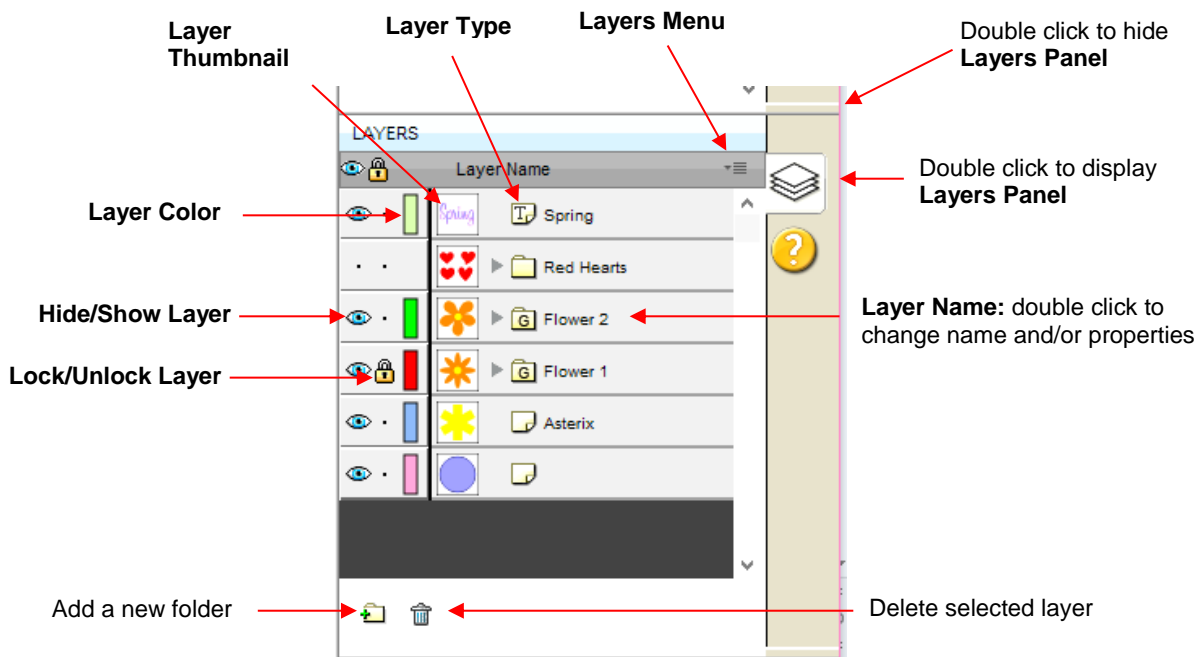 Layer
Thumbnail
Layer Type
Layers Menu
Double click to hide
Layers Panel
LAYERS
Layer Name
Double click to display
Layers Panel
Layer Color
Spring
T
Spring
Red Hearts
?
Hide/Show Layer
G
Flower 2
Layer Name: double click to
change name and/or properties
Lock/Unlock Layer
G
Flower 1
Asterix
Add a new folder
Delete selected layer